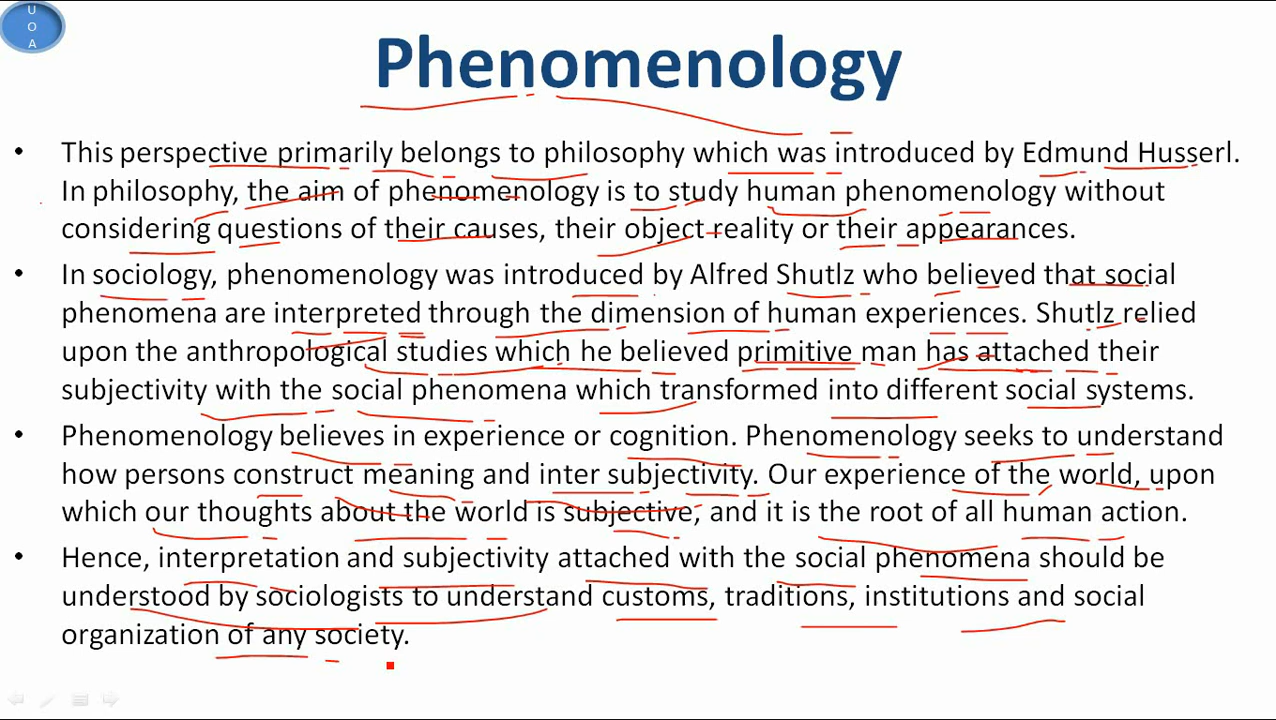 U
O
A
Phenomenology
• This perspective primarily belongs to philosophy which was introduced by Edmund Husserl.
In philosophy, the aim of phenomenology is to study human phenomenology without
considering questions of their causes, their object reality or their appearances.
• In sociology, phenomenology was introduced by Alfred Shutlz who believed that social
phenomena are interpreted through the dimension of human experiences. Shutlz relied
upon the anthropological studies which he believed primitive man has attached their
subjectivity with the social phenomena which transformed into different social systems.
• Phenomenology believes in experience or cognition. Phenomenology seeks to understand
how persons construct meaning and inter subjectivity. Our experience of the world, upon
which our thoughts about the world is subjective, and it is the root of all human action.
• Hence, interpretation and subjectivity attached with the social phenomena should be
understood by sociologists to understand customs, traditions, institutions and social
organization of any society.